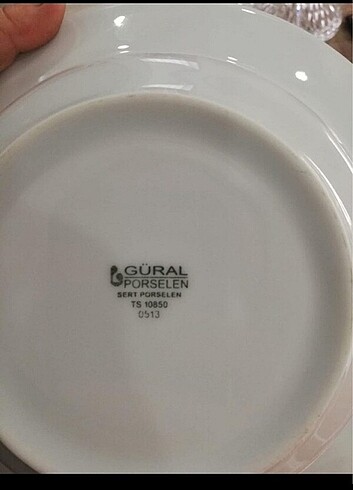 GÜRAL
PORSELEN
SERT PORSELEN
TS 10850
0513